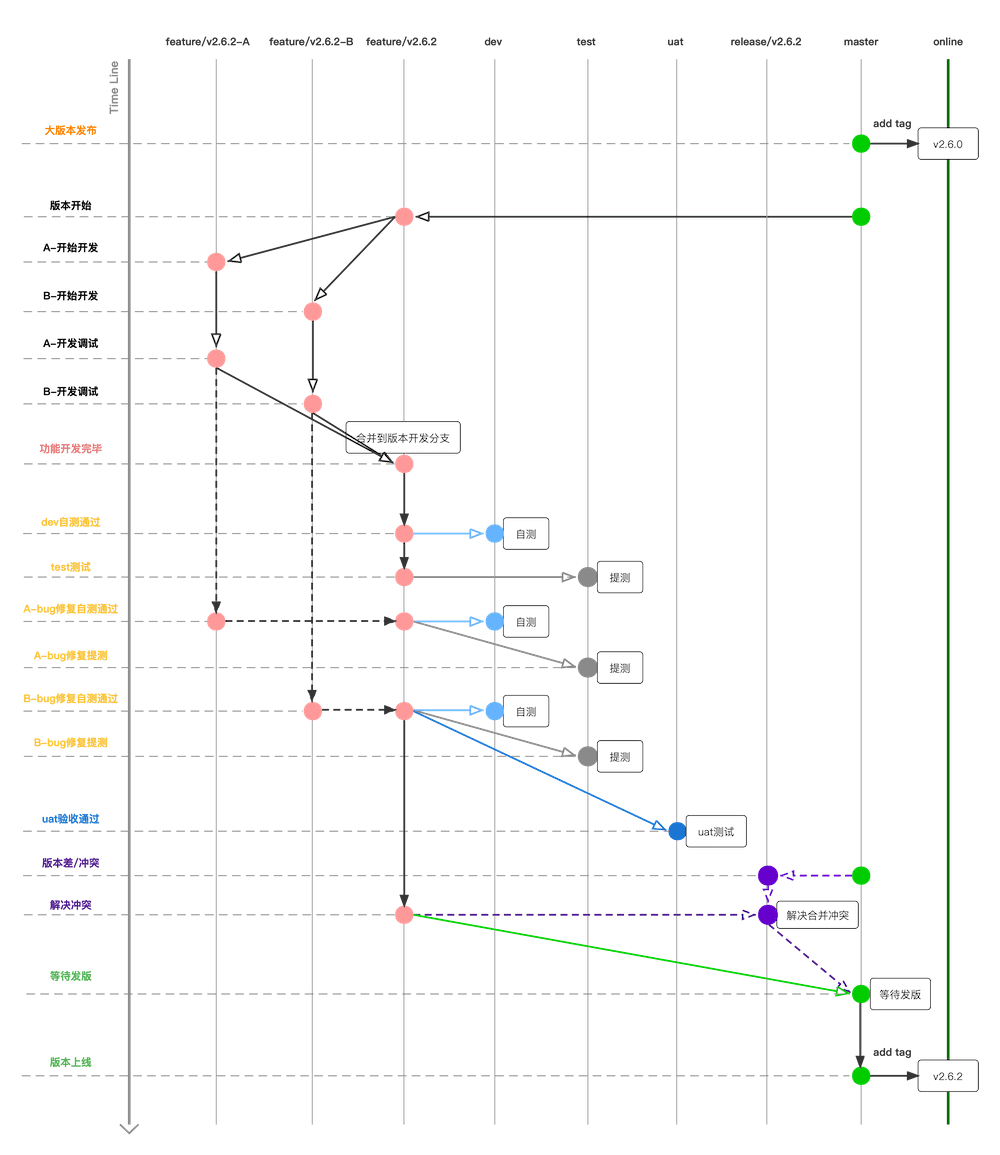 feature/v2.6.2-A
feature/v2.6.2-B
feature/v2.6.2
dev
test
uat
release/v2.6.2
master
online
Time Line
大版本发布
add tag
v2.6.0
版本开始
A-开始开发
B-开始开发
A-开发调试
B-开发调试
合并到版本开发分支
功能开发完毕
dev自测通过
自测
test测试
提测
A-bug修复自测通过
自测
A-bug修复提测
提测
B-bug修复自测通过
自测
B-bug修复提测
提测
uat验收通过
uat测试
版本差/冲突
解决冲突
解决合并冲突
等待发版
等待发版
版本上线
add tag
v2.6.2